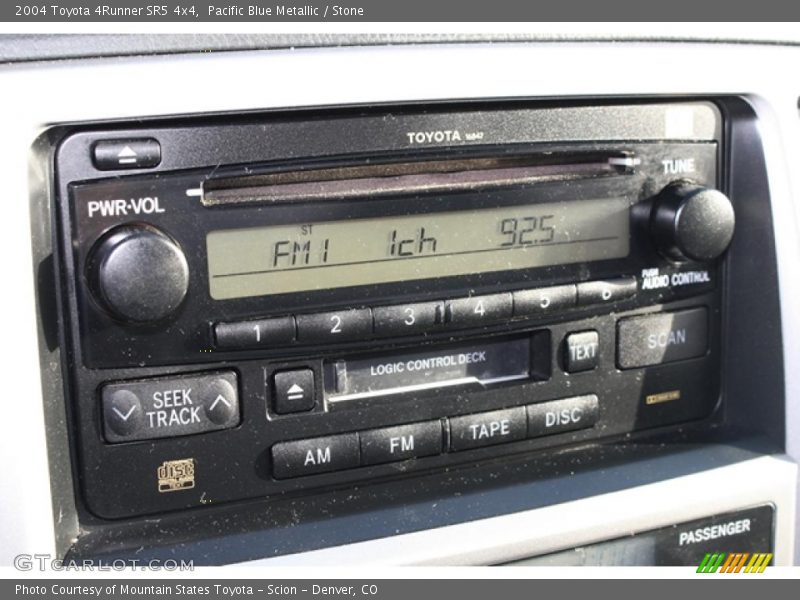 2004 Toyota 4Runner SR5 4x4, Pacific Blue Metallic / Stone
TOYOTA 16847
TUNE
PWR·VOL
ST
FM1 1ch 92.5
PUSH
AUDIO CONTROL
1 2 3 4 5 6
LOGIC CONTROL DECK
TEXT
SCAN
SEEK
TRACK
AM FM TAPE DISC
disc
TEXT
PASSENGER
GTCARLOT.COM
Photo Courtesy of Mountain States Toyota - Scion - Denver, CO